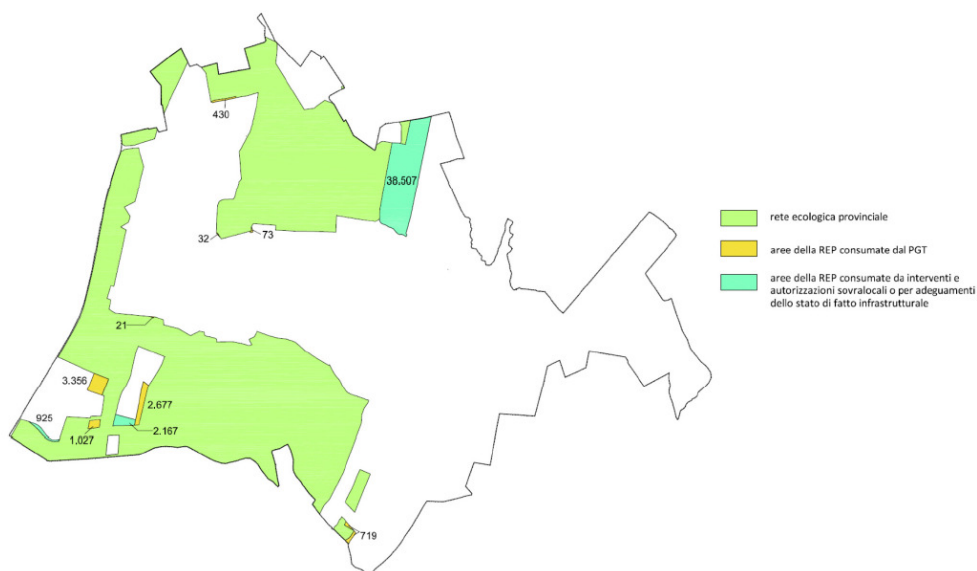 430
38.507
32
73
21
3.356
2.677
925
1.027
2.167
719
rete ecologica provinciale
aree della REP consumate dal PGT
aree della REP consumate da interventi e
autorizzazioni sovralocali o per adeguamenti
dello stato di fatto infrastrutturale